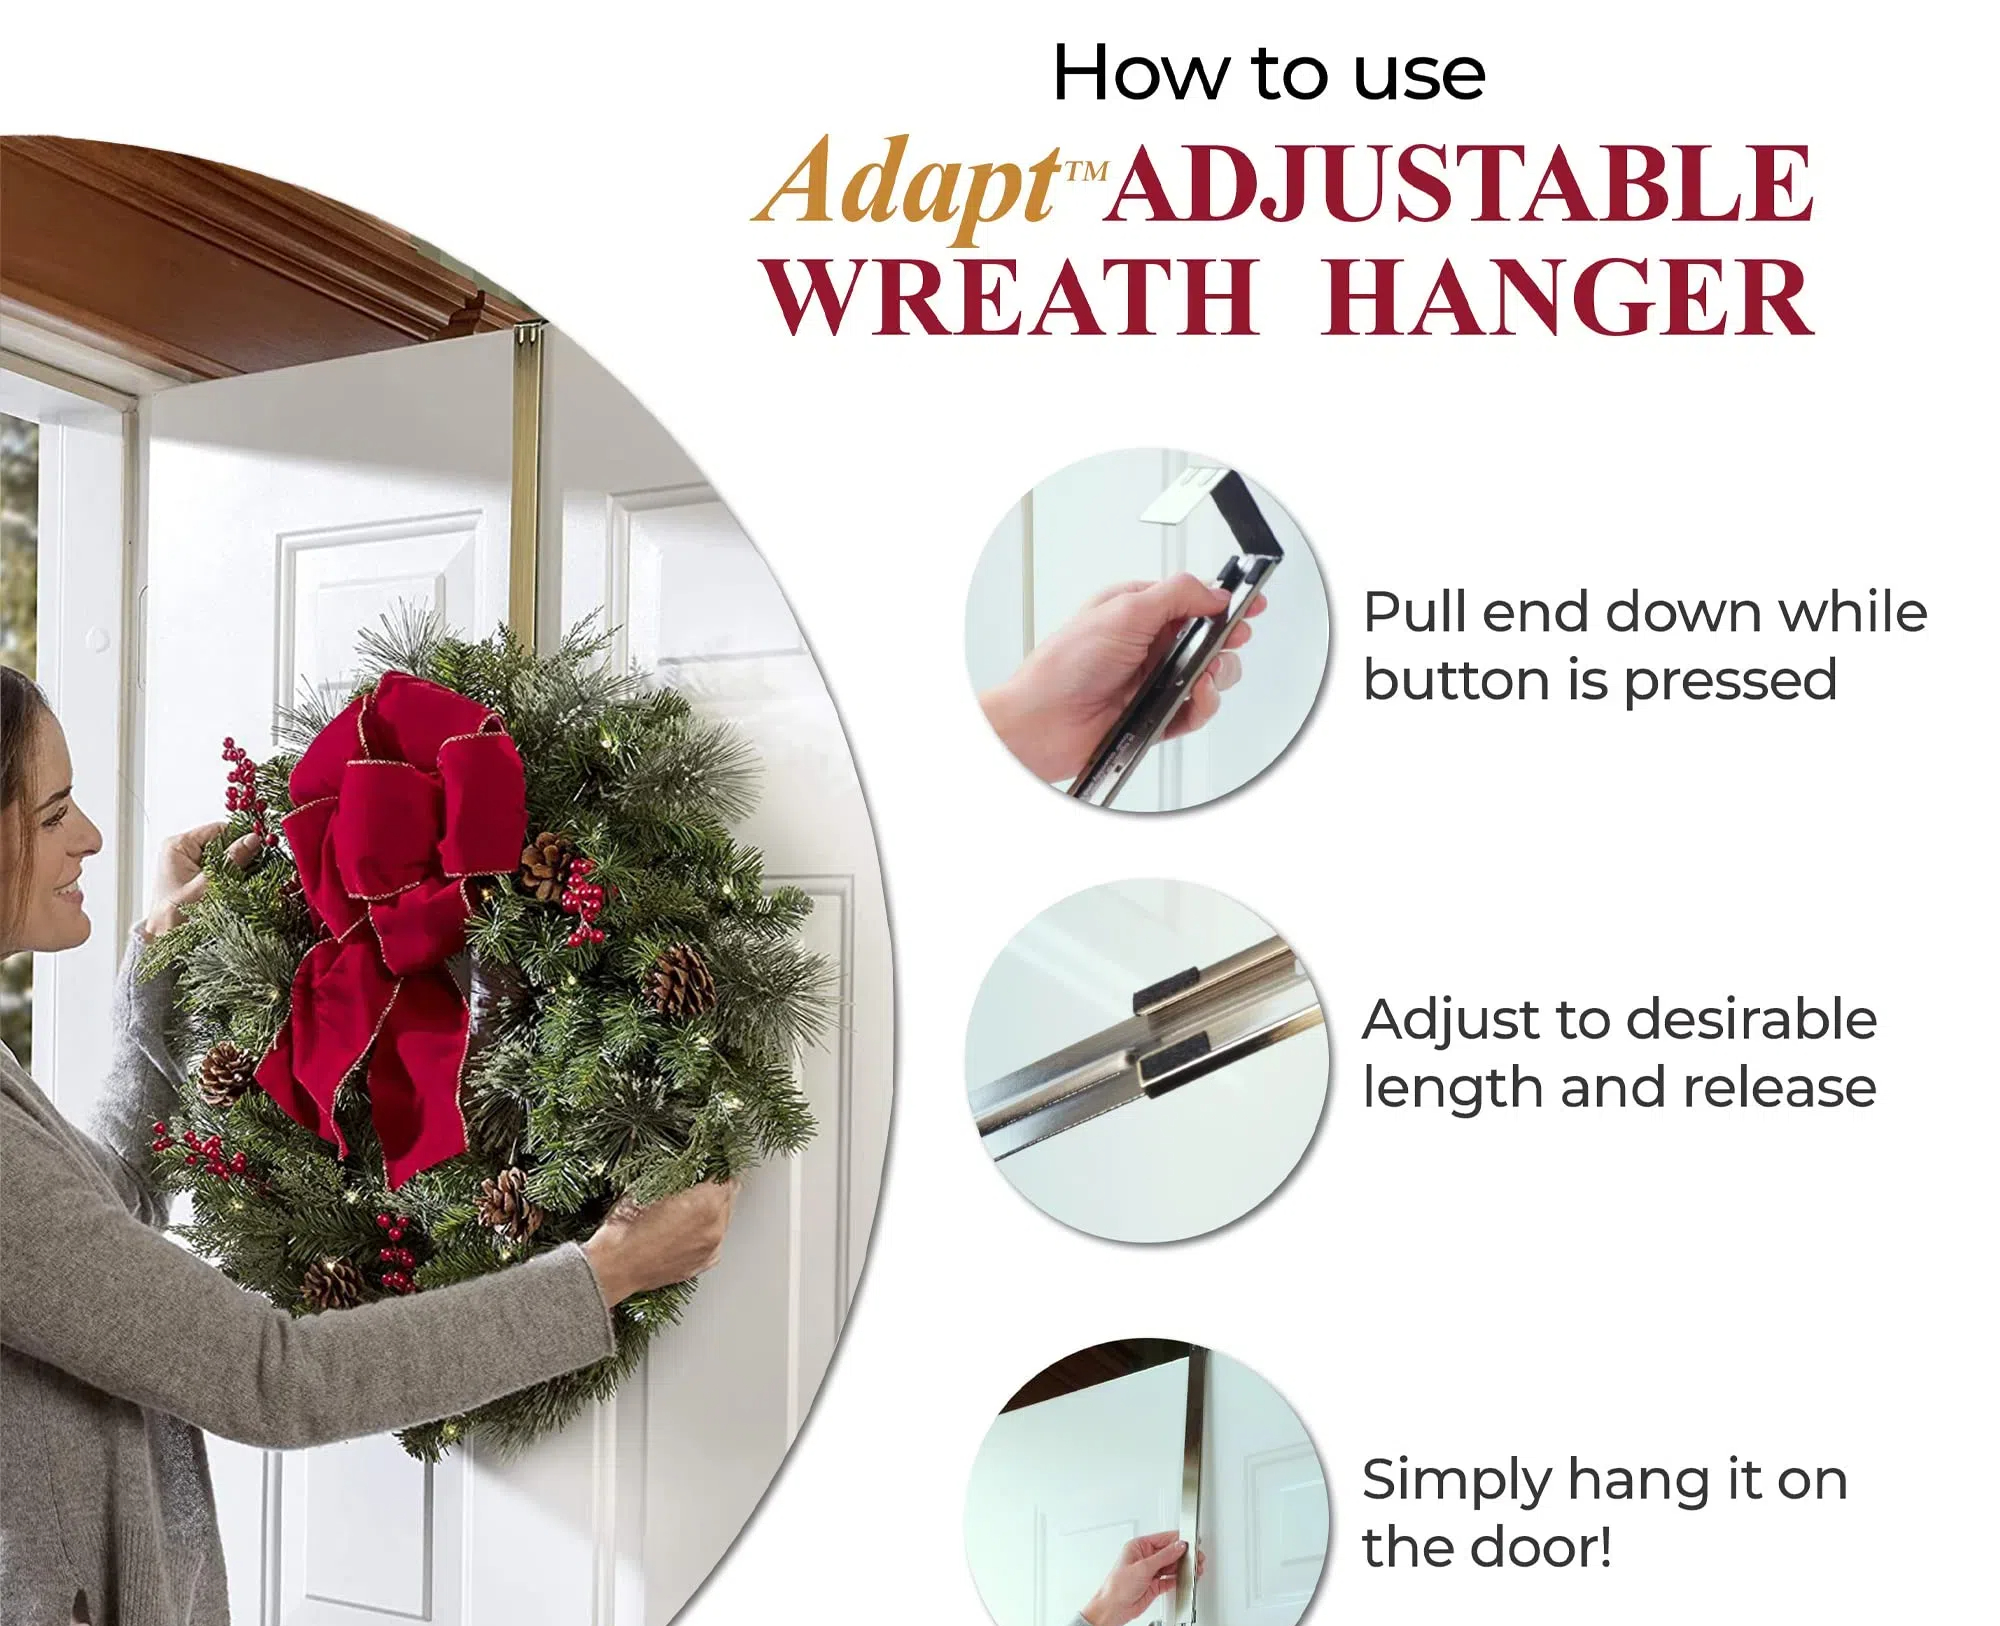 How to use
Adapt™ ADJUSTABLE
WREATH HANGER
Pull end down while
button is pressed
Adjust to desirable
length and release
Simply hang it on
the door!